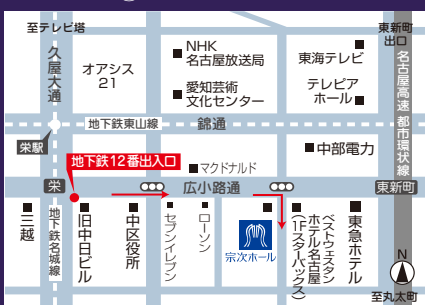 至テレビ塔
久屋大通
オアシス
21
NHK
名古屋放送局
愛知芸術
文化センター
東海テレビ
テレピア
ホール
東新町
出口
名古屋高速 都市環状線
地下鉄東山線
錦通
栄駅
地下鉄12番出入口
中部電力
マクドナルド
栄
広小路通
東新町
三越
地下鉄名城線
旧中日ビル
中区役所
セブンイレブン
ローソン
宗次ホール
ベストウェスタン
ホテル名古屋
(1Fスターバックス)
東急ホテル
N
至丸太町